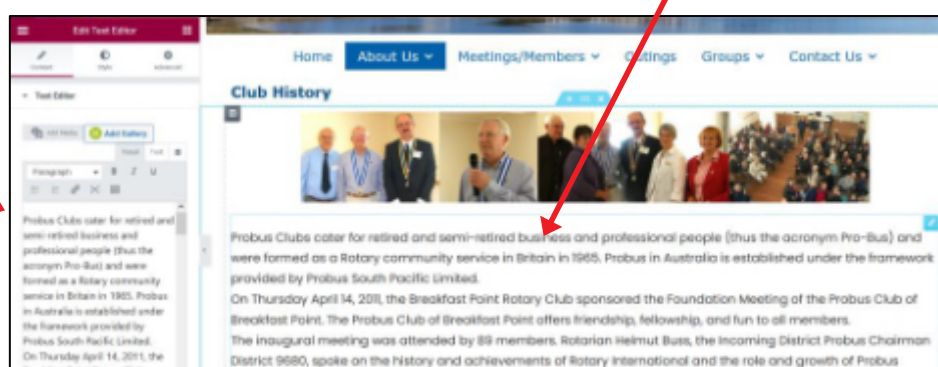 Edit Text Editor
Content Style Advanced
Text Editor
Add Media Add Gallery
Visual Text
Paragraph B I U
Probus Clubs cater for retired and
semi-retired business and
professional people (thus the
acronym Pro-Bus) and were
formed as a Rotary community
service in Britain in 1965. Probus
in Australia is established under
the framework provided by
Probus South Pacific Limited.
On Thursday April 14, 2011, the
Home About Us Meetings/Members Outings Groups Contact Us
Club History
Probus Clubs cater for retired and semi-retired business and professional people (thus the acronym Pro-Bus) and
were formed as a Rotary community service in Britain in 1965. Probus in Australia is established under the framework
provided by Probus South Pacific Limited.
On Thursday April 14, 2011, the Breakfast Point Rotary Club sponsored the Foundation Meeting of the Probus Club of
Breakfast Point. The Probus Club of Breakfast Point offers friendship, fellowship, and fun to all members.
The inaugural meeting was attended by 89 members. Rotarian Helmut Buss, the Incoming District Probus Chairman
District 9680, spoke on the history and achievements of Rotary International and the role and growth of Probus